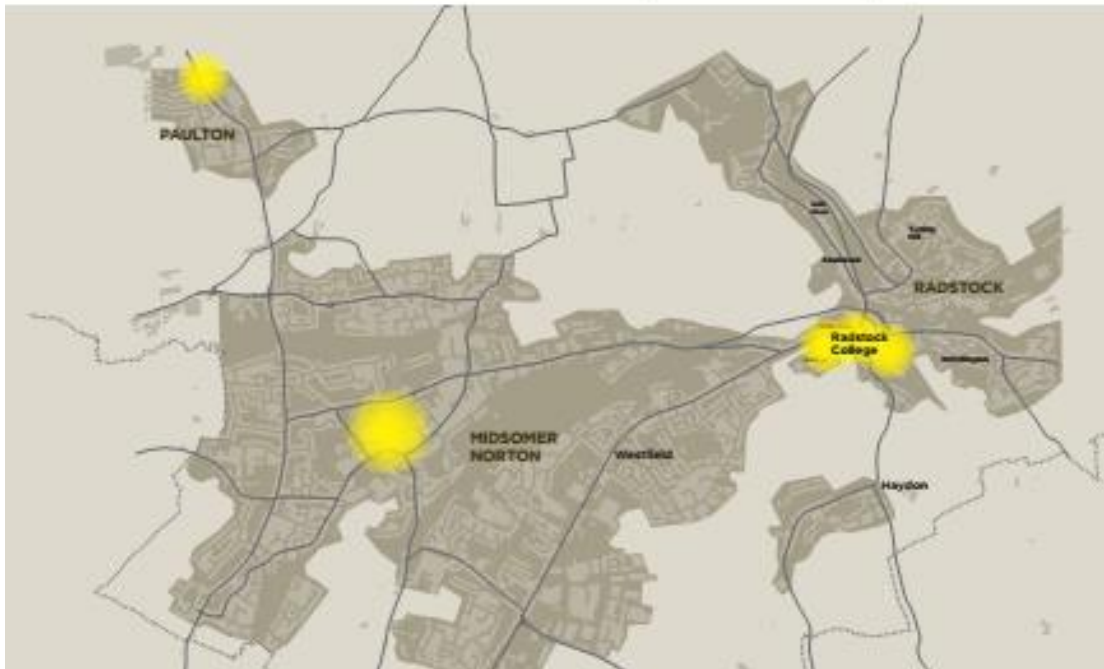 PAULTON
RADSTOCK
Radstock
College
MIDSOMER
NORTON
Westfield
Haydon